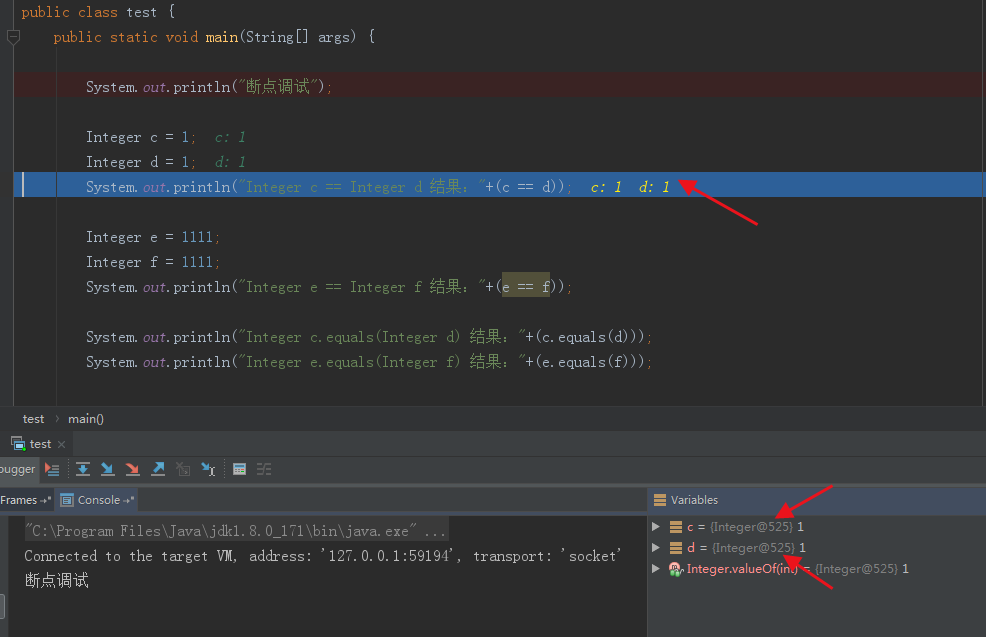 public class test {
public static void main(String[] args) {
System.out.println("断点调试");
Integer c = 1; c: 1
Integer d = 1; d: 1
System.out.println("Integer c == Integer d 结果："+(c == d)); c: 1 d: 1
Integer e = 1111;
Integer f = 1111;
System.out.println("Integer e == Integer f 结果："+(e == f));
System.out.println("Integer c.equals(Integer d) 结果："+(c.equals(d)));
System.out.println("Integer e.equals(Integer f) 结果："+(e.equals(f)));
test › main()
test ×
ougger
Frames Console Variables
"C:\Program Files\Java\jdk1.8.0_171\bin\java.exe" ...
Connected to the target VM, address: '127.0.0.1:59194', transport: 'socket'
断点调试
c = {Integer@525} 1
d = {Integer@525} 1
Integer.valueOf(int) = {Integer@525} 1